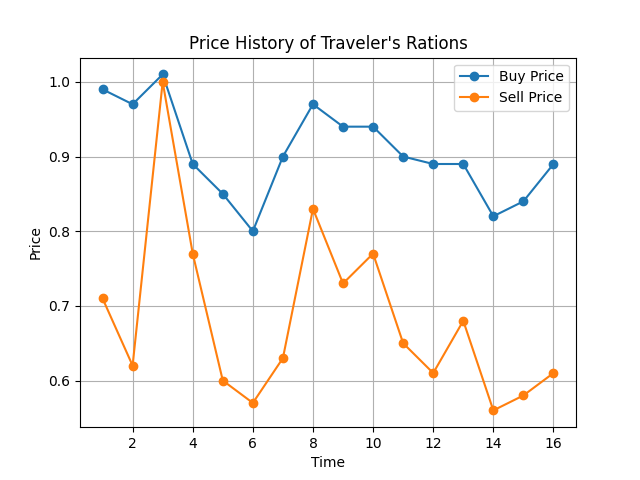 Price History of Traveler's Rations
Buy Price
Sell Price
1.0
0.9
0.8
0.7
0.6
Price
2 4 6 8 10 12 14 16
Time